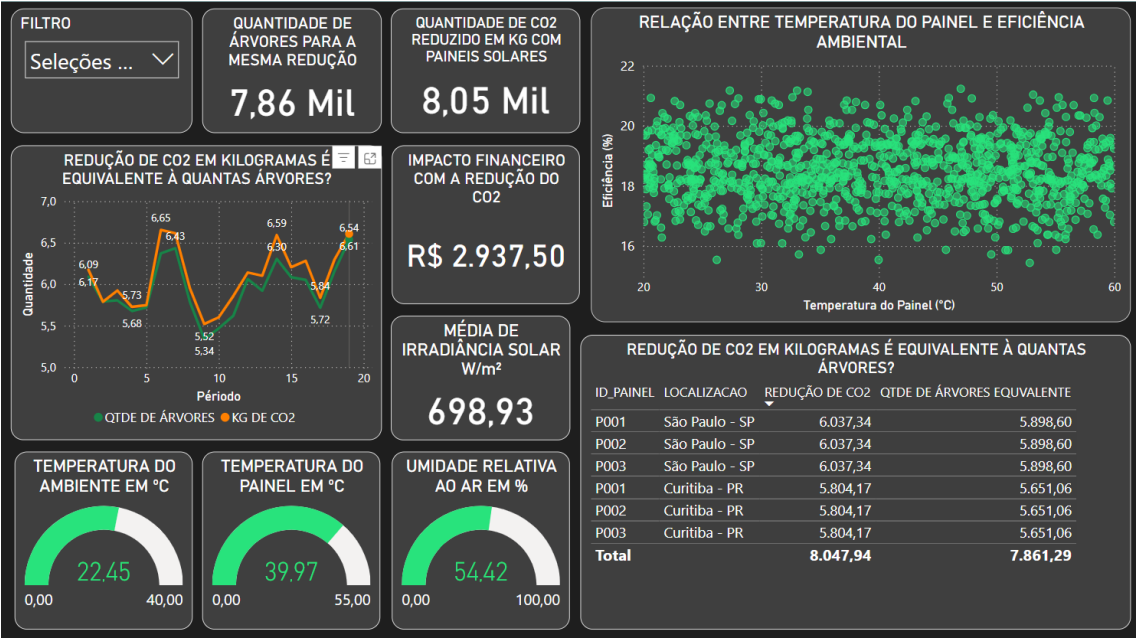 FILTRO
Seleções ...
QUANTIDADE DE
ÁRVORES PARA A
MESMA REDUÇÃO
7,86 Mil
QUANTIDADE DE CO2
REDUZIDO EM KG COM
PAINEIS SOLARES
8,05 Mil
RELAÇÃO ENTRE TEMPERATURA DO PAINEL E EFICIÊNCIA
AMBIENTAL
22
20
18
16
Eficiência (%)
20 30 40 50 60
Temperatura do Painel (°C)
REDUÇÃO DE CO2 EM KILOGRAMAS É
EQUIVALENTE À QUANTAS ÁRVORES?
7,0
6,5
6,0
5,5
5,0
Quantidade
6,09
6,17
5,73
5,68
6,65
6,43
5,52
5,34
6,59
6,30
5,84
5,72
6,54
6,61
0 5 10 15 20
Périodo
QTDE DE ÁRVORES KG DE CO2
IMPACTO FINANCEIRO
COM A REDUÇÃO DO
CO2
R$ 2.937,50
MÉDIA DE
IRRADIÂNCIA SOLAR
W/m²
698,93
REDUÇÃO DE CO2 EM KILOGRAMAS É EQUIVALENTE À QUANTAS
ÁRVORES?
ID_PAINEL LOCALIZACAO REDUÇÃO DE CO2 QTDE DE ÁRVORES EQUVALENTE
P001 São Paulo - SP 6.037,34 5.898,60
P002 São Paulo - SP 6.037,34 5.898,60
P003 São Paulo - SP 6.037,34 5.898,60
P001 Curitiba - PR 5.804,17 5.651,06
P002 Curitiba - PR 5.804,17 5.651,06
P003 Curitiba - PR 5.804,17 5.651,06
Total 8.047,94 7.861,29
TEMPERATURA DO
AMBIENTE EM ºC
22,45
0,00 40,00
TEMPERATURA DO
PAINEL EM ºC
39,97
0,00 55,00
UMIDADE RELATIVA
AO AR EM %
54,42
0,00 100,00